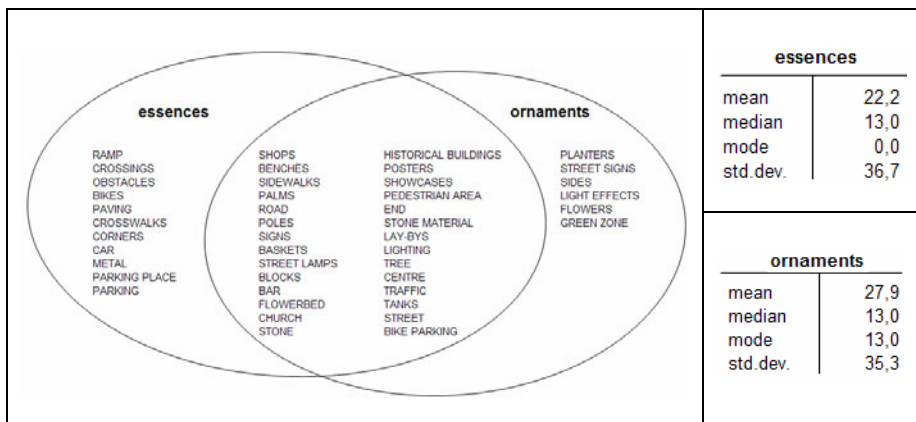 essences
ornaments
RAMP
CROSSINGS
OBSTACLES
BIKES
PAVING
CROSSWALKS
CORNERS
CAR
METAL
PARKING PLACE
PARKING
SHOPS
BENCHES
SIDEWALKS
PALMS
ROAD
POLES
SIGNS
BASKETS
STREET LAMPS
BLOCKS
BAR
FLOWERBED
CHURCH
STONE
HISTORICAL BUILDINGS
POSTERS
SHOWCASES
PEDESTRIAN AREA
END
STONE MATERIAL
LAY-BYS
LIGHTING
TREE
CENTRE
TRAFFIC
TANKS
STREET
BIKE PARKING
PLANTERS
STREET SIGNS
SIDES
LIGHT EFFECTS
FLOWERS
GREEN ZONE
essences
mean 22,2
median 13,0
mode 0,0
std.dev. 36,7
ornaments
mean 27,9
median 13,0
mode 13,0
std.dev. 35,3